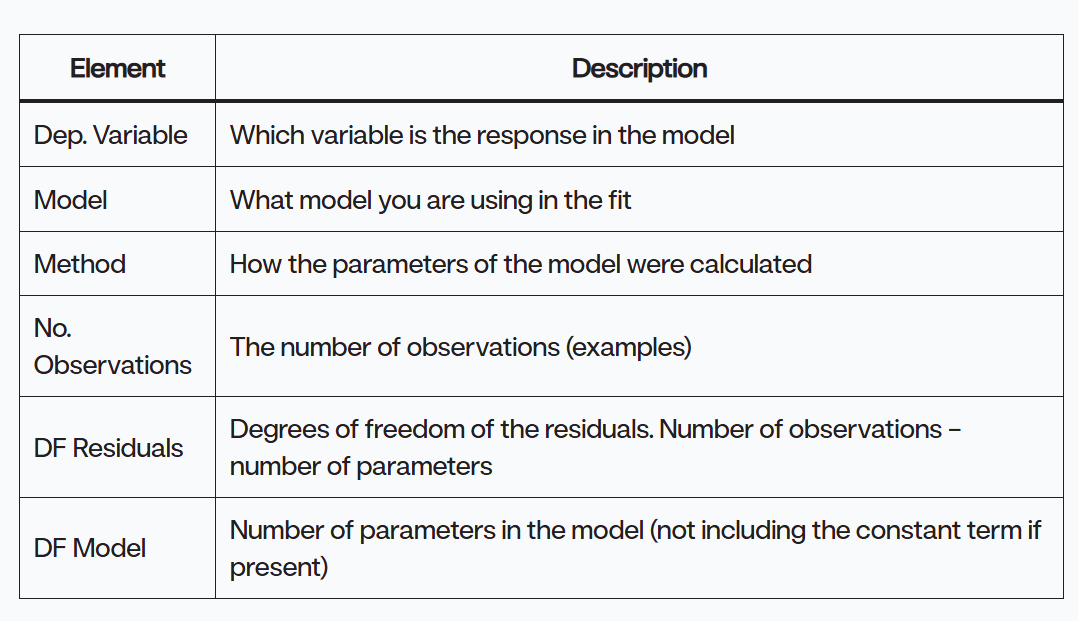 Element
Description
Dep. Variable
Which variable is the response in the model
Model
What model you are using in the fit
Method
How the parameters of the model were calculated
No.
Observations
The number of observations (examples)
DF Residuals
Degrees of freedom of the residuals. Number of observations –
number of parameters
DF Model
Number of parameters in the model (not including the constant term if
present)